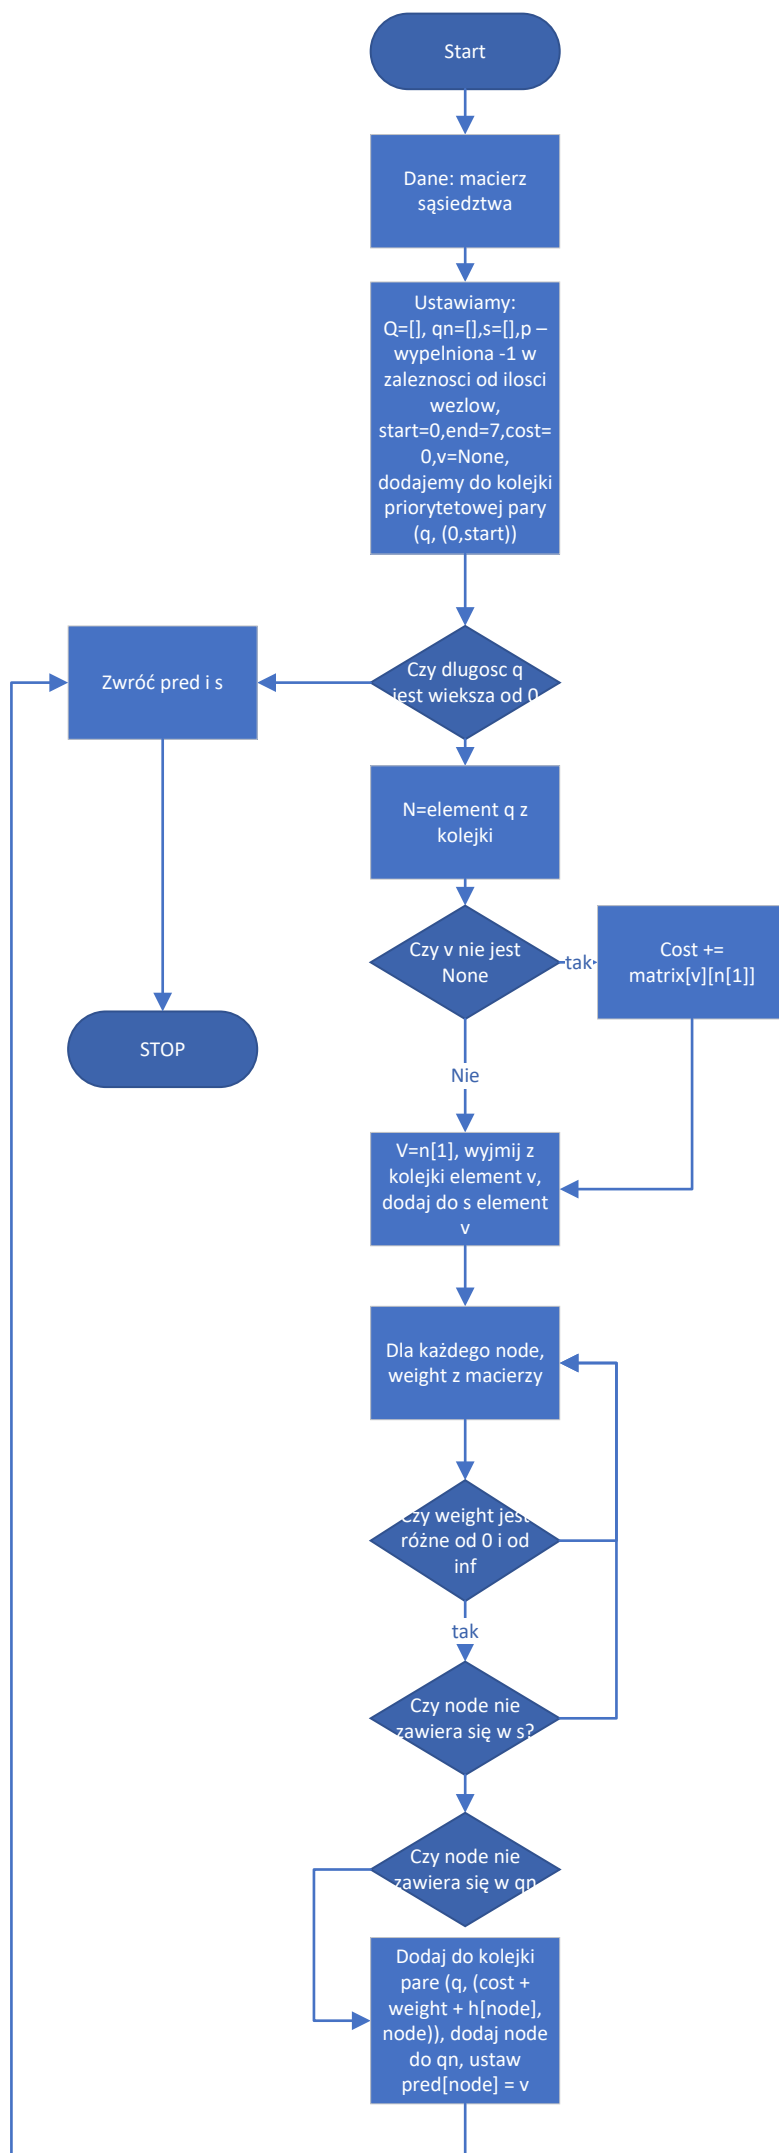 Start
Dane: macierz
sąsiedztwa
Ustawiamy:
Q=[], qn=[],s=[],p –
wypelniona -1 w
zaleznosci od ilosci
wezlow,
start=0,end=7,cost=
0,v=None,
dodajemy do kolejki
priorytetowej pary
(q, (0,start))
Czy dlugosc q
jest wieksza od 0
Zwróć pred i s
N=element q z
kolejki
Czy v nie jest
None
tak
Cost +=
matrix[v][n[1]]
STOP
Nie
V=n[1], wyjmij z
kolejki element v,
dodaj do s element
v
Dla każdego node,
weight z macierzy
Czy weight jest
różne od 0 i od
inf
tak
Czy node nie
zawiera się w s?
Czy node nie
zawiera się w qn
Dodaj do kolejki
pare (q, (cost +
weight + h[node],
node)), dodaj node
do qn, ustaw
pred[node] = v